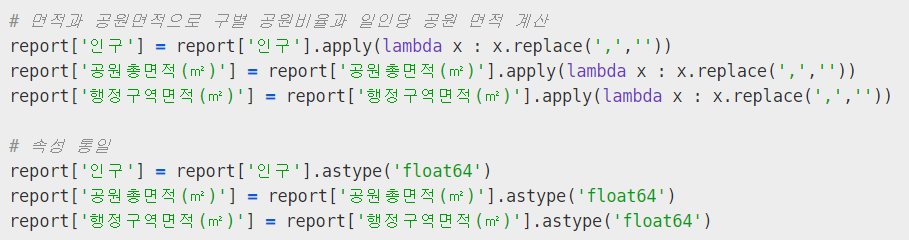 # 면적과 공원면적으로 구별 공원비율과 일인당 공원 면적 계산
report['인구'] = report['인구'].apply(lambda x : x.replace(',',''))
report['공원총면적(㎡)'] = report['공원총면적(㎡)'].apply(lambda x : x.replace(',',''))
report['행정구역면적(㎡)'] = report['행정구역면적(㎡)'].apply(lambda x : x.replace(',',''))
# 속성 통일
report['인구'] = report['인구'].astype('float64')
report['공원총면적(㎡)'] = report['공원총면적(㎡)'].astype('float64')
report['행정구역면적(㎡)'] = report['행정구역면적(㎡)'].astype('float64')